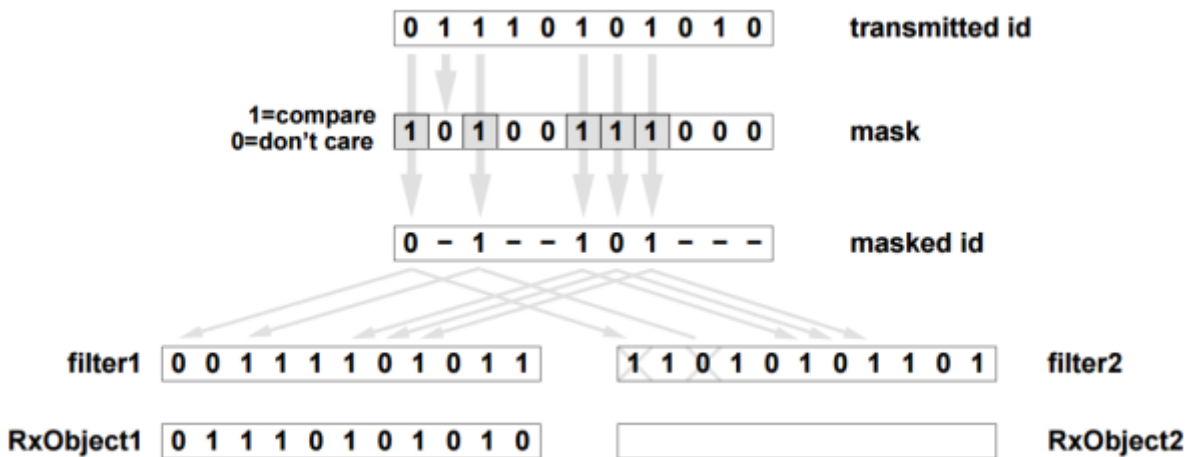 0 1 1 1 0 1 0 1 0 1 0 transmitted id
1=compare
0=don't care
1 0 1 0 0 1 1 1 0 0 0 mask
0 – 1 – – 1 0 1 – – – masked id
filter1 0 0 1 1 1 1 0 1 0 1 1 1 1 0 1 0 1 0 1 1 0 1 filter2
RxObject1 0 1 1 1 0 1 0 1 0 1 0 RxObject2